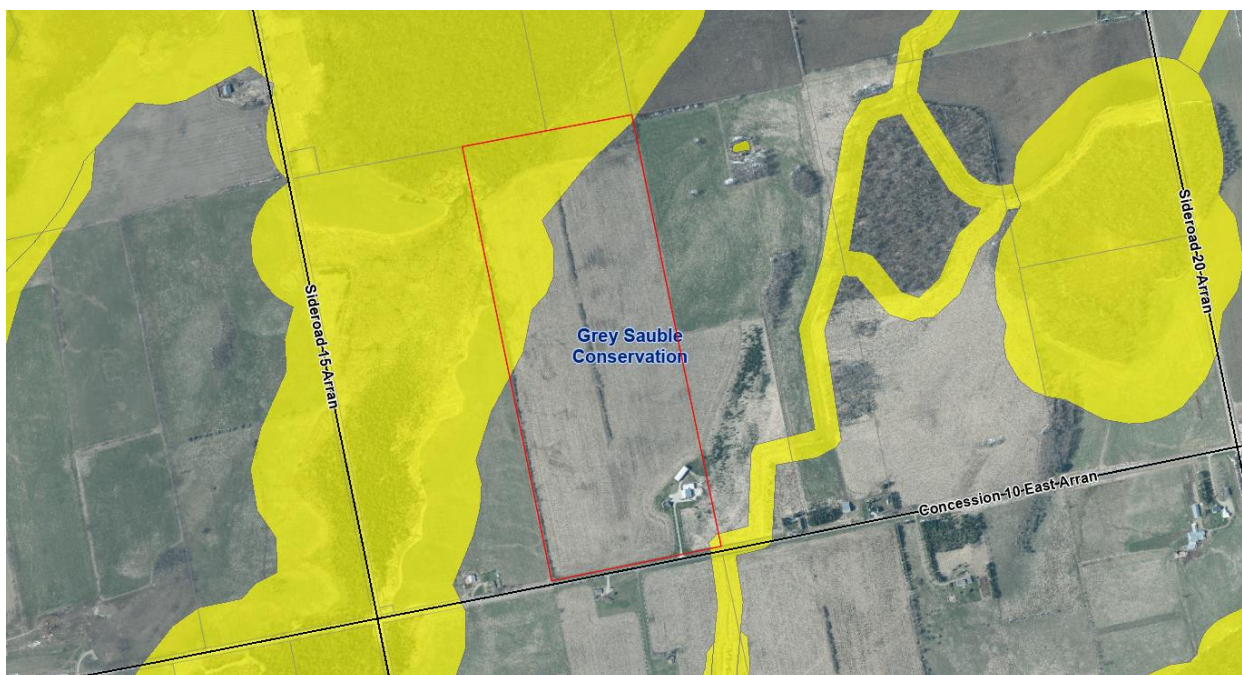 Sideroad 15 Arran
Grey Sauble
Conservation
Sideroad 20 Arran
Concession 10 East Arran